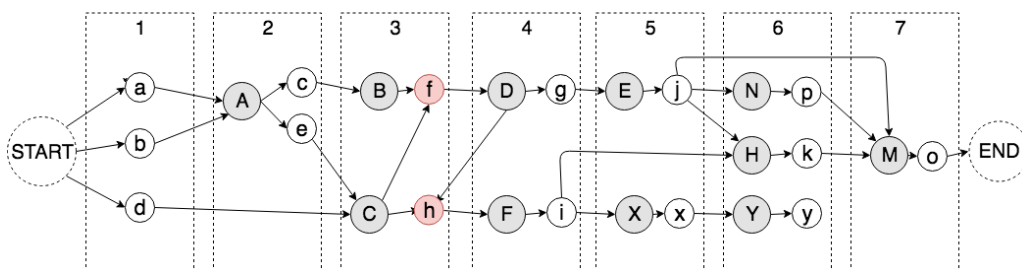 1 2 3 4 5 6 7
a c B f D g E j N p
A
b e
START H k M o END
d C h F i X x Y y